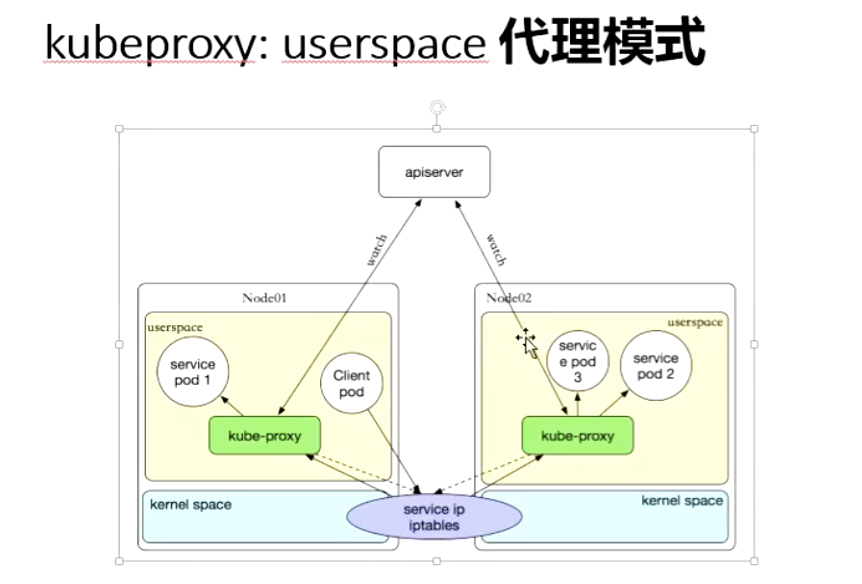 kubeproxy: userspace 代理模式
apiserver
watch
watch
Node01
Node02
userspace
userspace
service
pod 1
Client
pod
servic
e pod
3
service
pod 2
kube-proxy
kube-proxy
kernel space
service ip
iptables
kernel space